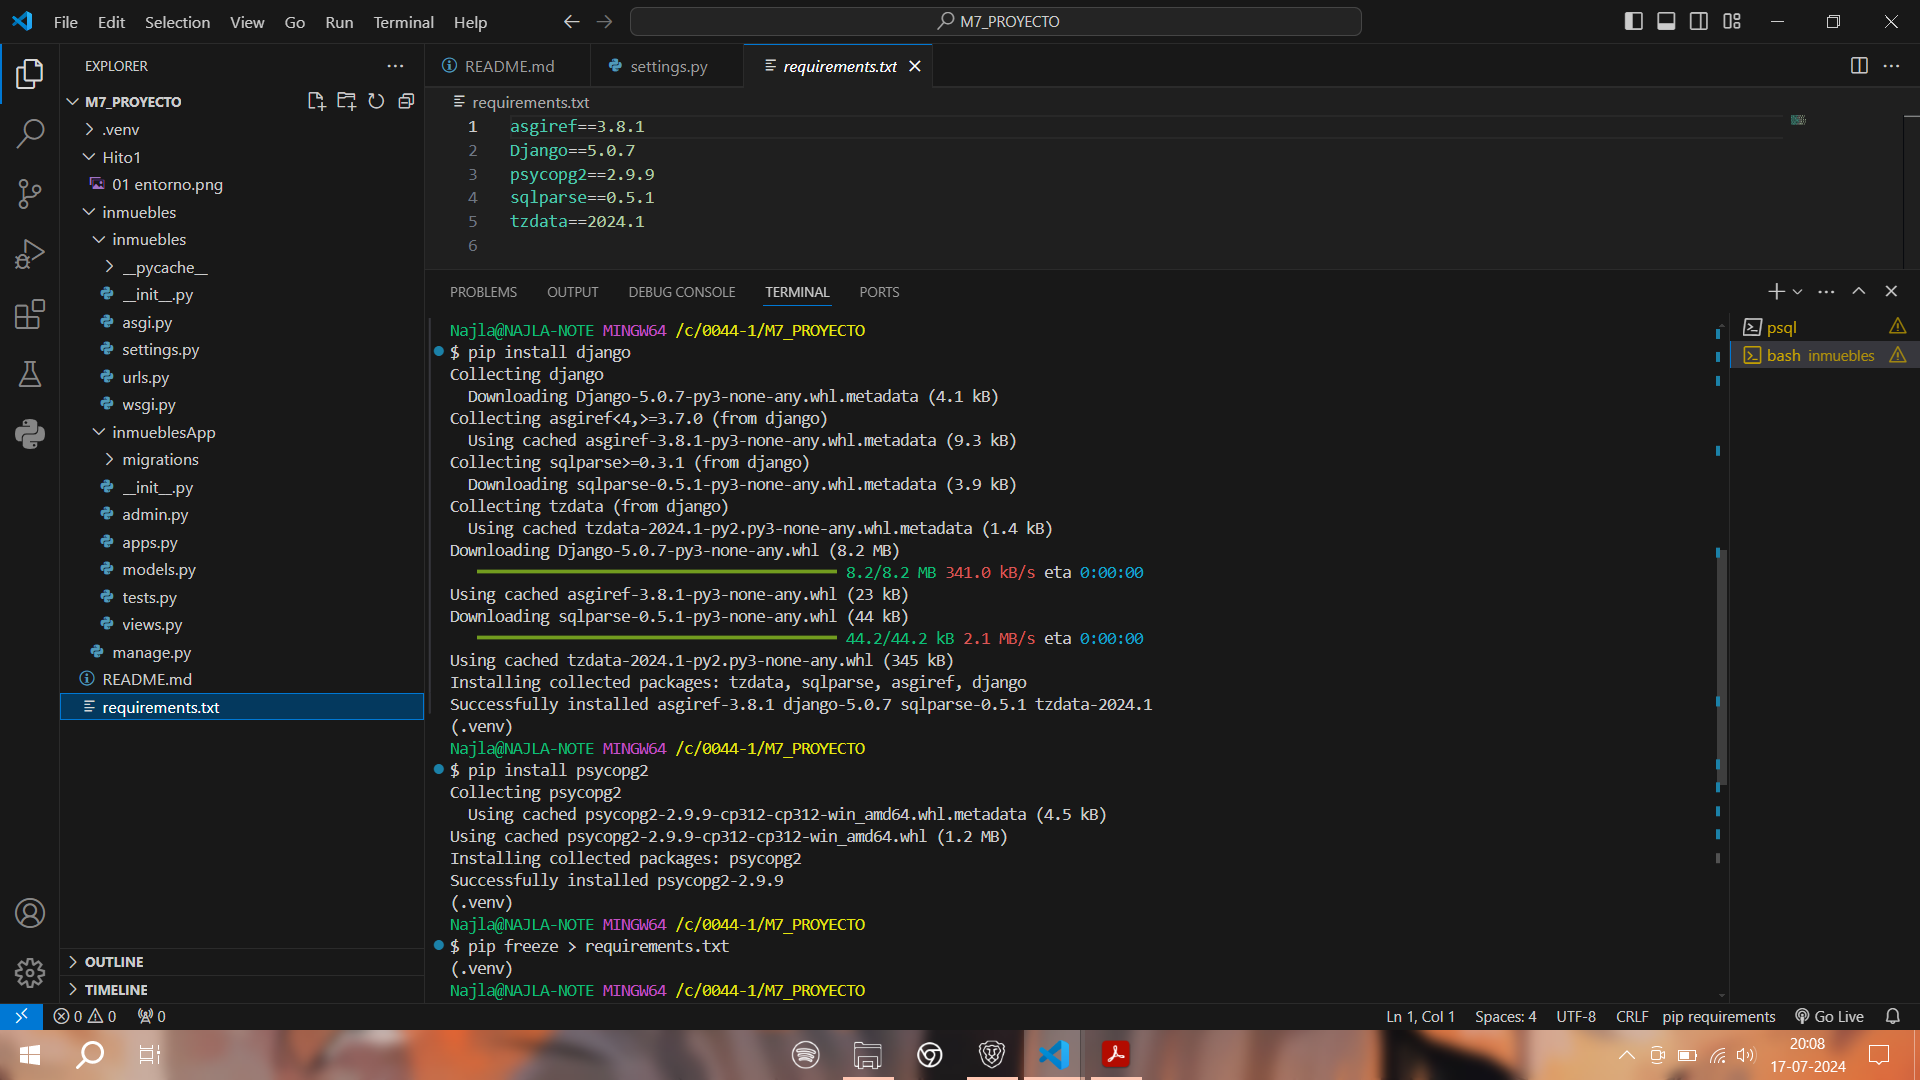 File Edit Selection View Go Run Terminal Help
M7_PROYECTO
EXPLORER
M7_PROYECTO
.venv
Hito1
01 entorno.png
inmuebles
inmuebles
__pycache__
__init__.py
asgi.py
settings.py
urls.py
wsgi.py
inmueblesApp
migrations
__init__.py
admin.py
apps.py
models.py
tests.py
views.py
manage.py
README.md
requirements.txt
OUTLINE
TIMELINE
README.md settings.py requirements.txt
requirements.txt
1 asgiref==3.8.1
2 Django==5.0.7
3 psycopg2==2.9.9
4 sqlparse==0.5.1
5 tzdata==2024.1
6
PROBLEMS OUTPUT DEBUG CONSOLE TERMINAL PORTS
Najla@NAJLA-NOTE MINGW64 /c/0044-1/M7_PROYECTO
$ pip install django
Collecting django
Downloading Django-5.0.7-py3-none-any.whl.metadata (4.1 kB)
Collecting asgiref<4,>=3.7.0 (from django)
Using cached asgiref-3.8.1-py3-none-any.whl.metadata (9.3 kB)
Collecting sqlparse>=0.3.1 (from django)
Downloading sqlparse-0.5.1-py3-none-any.whl.metadata (3.9 kB)
Collecting tzdata (from django)
Using cached tzdata-2024.1-py2.py3-none-any.whl.metadata (1.4 kB)
Downloading Django-5.0.7-py3-none-any.whl (8.2 MB)
8.2/8.2 MB 341.0 kB/s eta 0:00:00
Using cached asgiref-3.8.1-py3-none-any.whl (23 kB)
Downloading sqlparse-0.5.1-py3-none-any.whl (44 kB)
44.2/44.2 kB 2.1 MB/s eta 0:00:00
Using cached tzdata-2024.1-py2.py3-none-any.whl (345 kB)
Installing collected packages: tzdata, sqlparse, asgiref, django
Successfully installed asgiref-3.8.1 django-5.0.7 sqlparse-0.5.1 tzdata-2024.1
(.venv)
Najla@NAJLA-NOTE MINGW64 /c/0044-1/M7_PROYECTO
$ pip install psycopg2
Collecting psycopg2
Using cached psycopg2-2.9.9-cp312-cp312-win_amd64.whl.metadata (4.5 kB)
Using cached psycopg2-2.9.9-cp312-cp312-win_amd64.whl (1.2 MB)
Installing collected packages: psycopg2
Successfully installed psycopg2-2.9.9
(.venv)
Najla@NAJLA-NOTE MINGW64 /c/0044-1/M7_PROYECTO
$ pip freeze > requirements.txt
(.venv)
Najla@NAJLA-NOTE MINGW64 /c/0044-1/M7_PROYECTO
psql
bash inmuebles
0 0 0
Ln 1, Col 1 Spaces: 4 UTF-8 CRLF pip requirements Go Live
20:08
17-07-2024